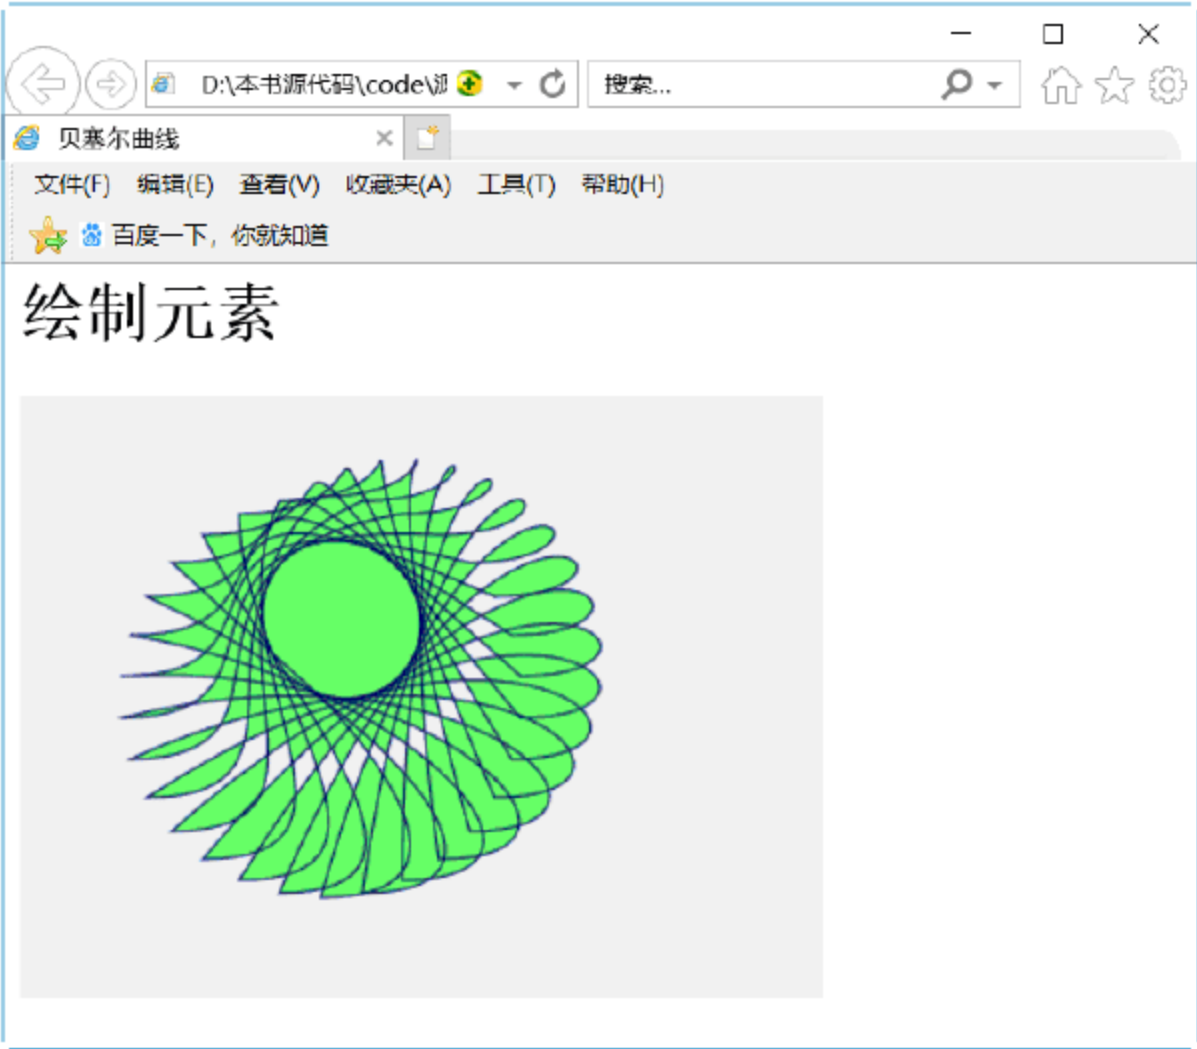 D:\本书源代码\code\源
搜索...
贝塞尔曲线
文件(F) 编辑(E) 查看(V) 收藏夹(A) 工具(T) 帮助(H)
百度一下，你就知道
绘制元素